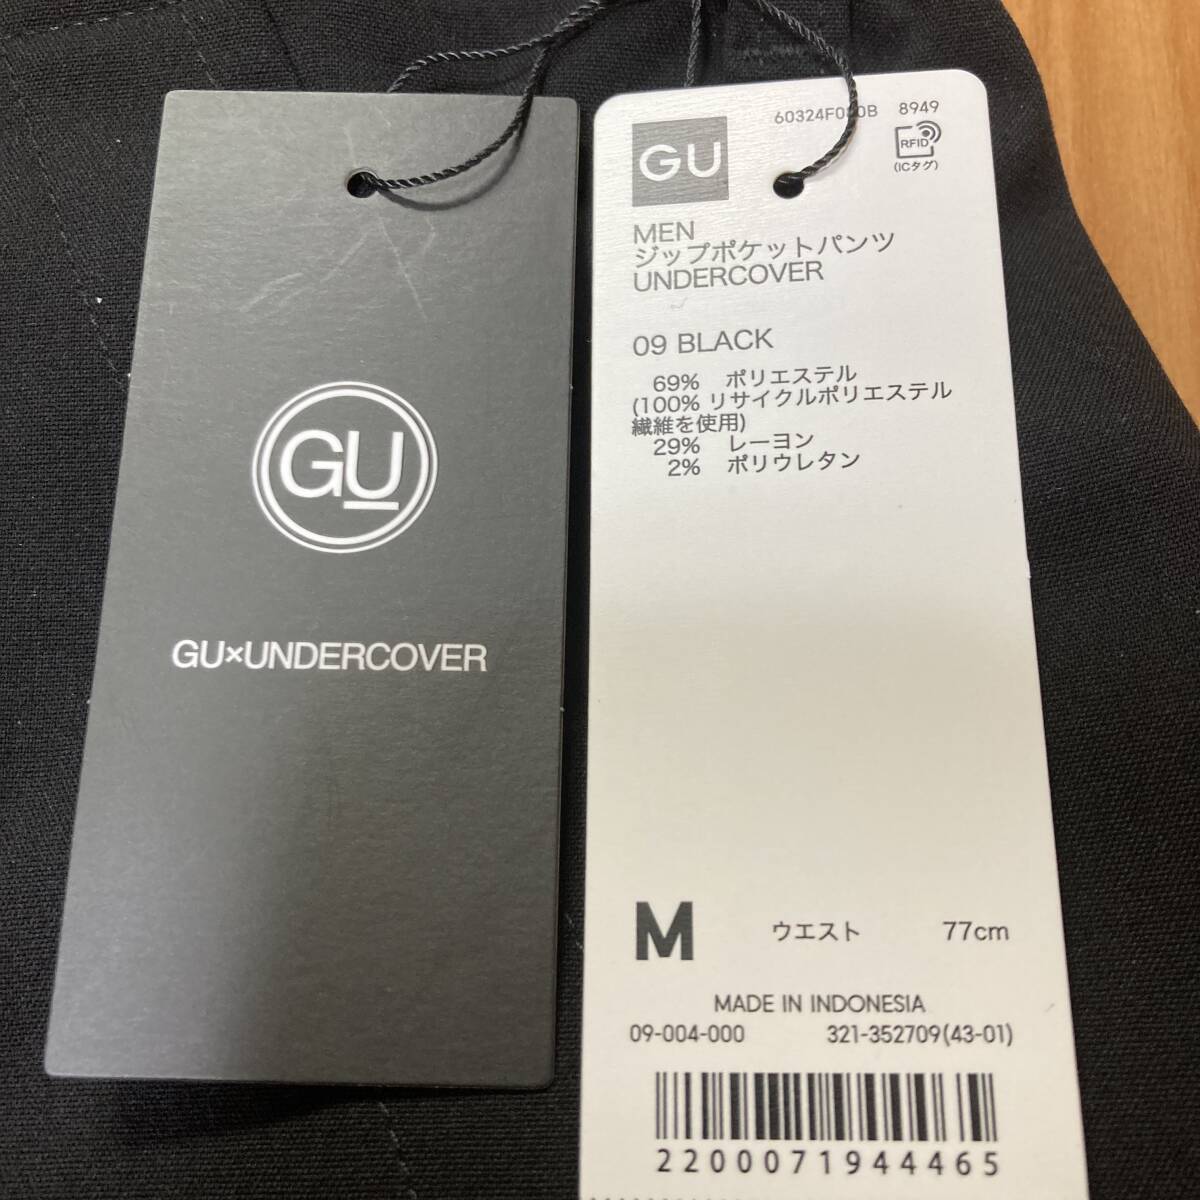 GU
GU×UNDERCOVER
8949
GU
RFID
(ICタグ)
MEN
ジップポケットパンツ
UNDERCOVER
09 BLACK
69% ポリエステル
(100% リサイクルポリエステル
繊維を使用)
29% レーヨン
2% ポリウレタン
M ウエスト 77cm
MADE IN INDONESIA
09-004-000 321-352709(43-01)
2200071944465